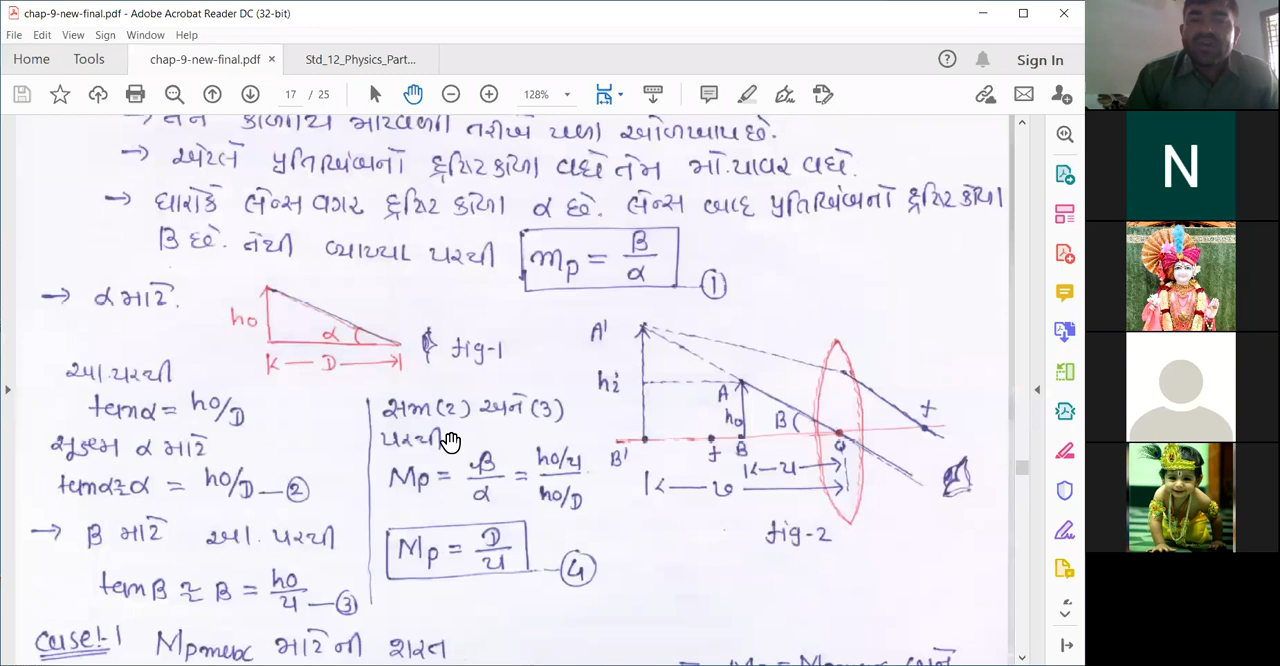 chap-9-new-final.pdf - Adobe Acrobat Reader DC (32-bit)
File Edit View Sign Window Help
Home Tools chap-9-new-final.pdf × Std_12_Physics_Part... Sign In
17 / 25 128%
તરીકે પણ ઓળખાય છે.
→ એટલે પ્રતિબિંબનો દ્રષ્ટિકોણ વધે તેમ મો.પાવર વધે.
→ ધારોકે લેન્સ વગર દ્રષ્ટિ કોણ α છે. લેન્સ બાદ પ્રતિબિંબનો દ્રષ્ટિકોણ
β છે. તેથી વ્યાખ્યા પરથી mp = β/α ①
→ α માટે.
ho α K— D —> fig-1
આ. પરથી
tanα = ho/D
સૂક્ષ્મ α માટે
tanα≈α = ho/D —②
→ β માટે આ. પરથી
tanβ ≈ β = ho/u —③
સમ(2) અને (3)
પરથી
Mp = β/α = ho/u / ho/D
Mp = D/u —④
A' hi A ho β f
B' f B K—u—
K—v—
fig-2
Case:-1 Mpmax માટેની શરત
N